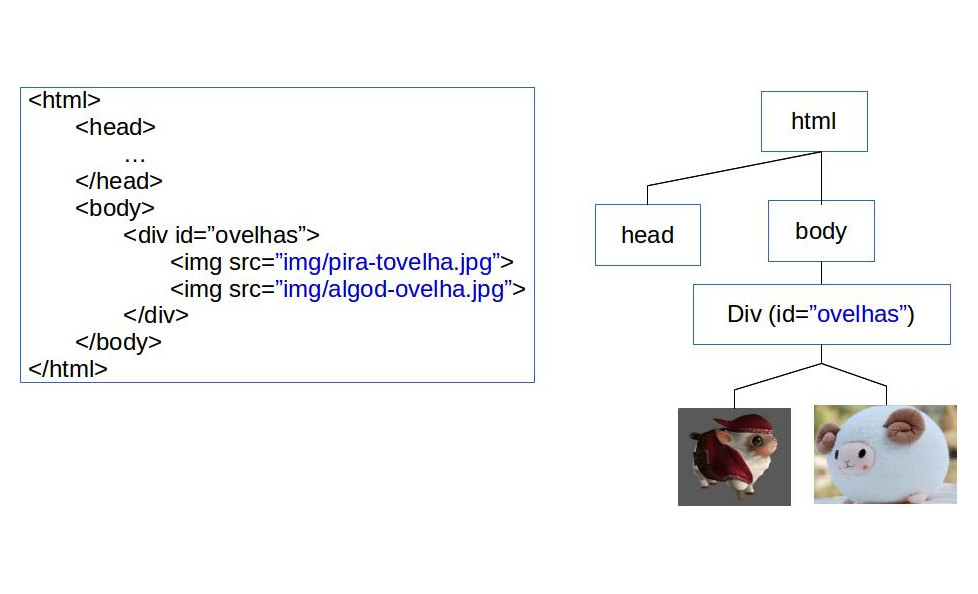 <html>
<head>
…
</head>
<body>
<div id=”ovelhas”>
<img src=”img/pira-tovelha.jpg”>
<img src=”img/algod-ovelha.jpg”>
</div>
</body>
</html>
html
head
body
Div (id=”ovelhas”)